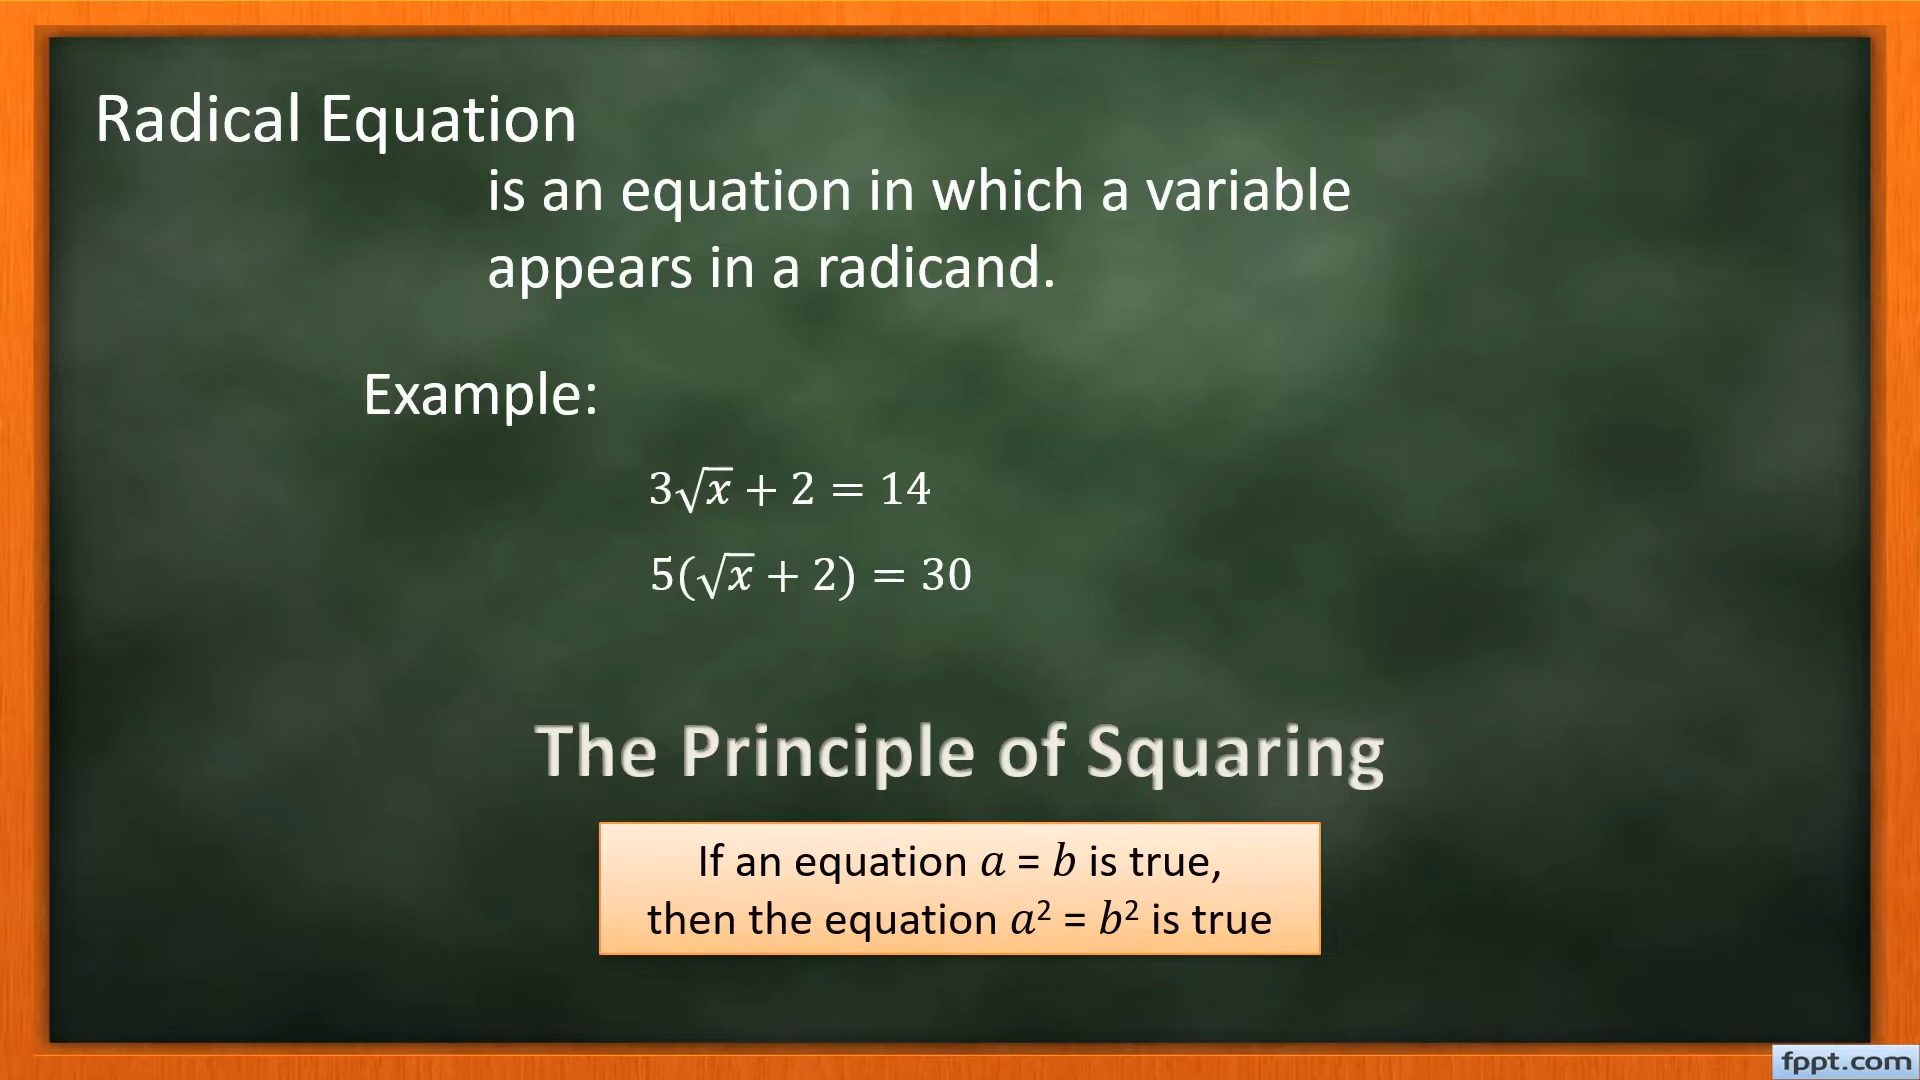 Radical Equation
is an equation in which a variable
appears in a radicand.
Example:
3√x + 2 = 14
5(√x + 2) = 30
The Principle of Squaring
If an equation a = b is true,
then the equation a² = b² is true
fppt.com